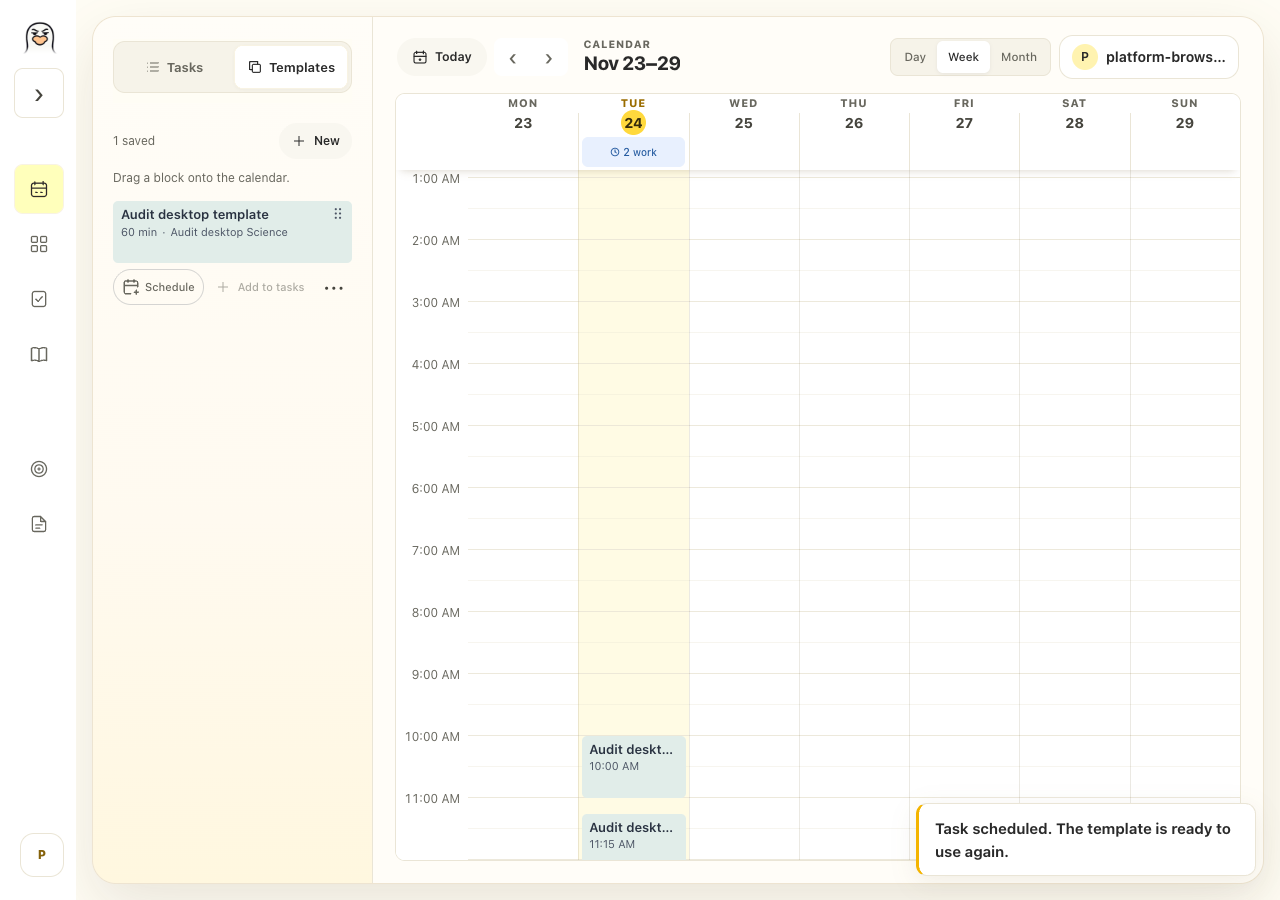 Tasks
Templates
1 saved
New
Drag a block onto the calendar.
Audit desktop template
60 min · Audit desktop Science
Schedule
Add to tasks
P
Today
CALENDAR
Nov 23–29
Day
Week
Month
P
platform-brows...
MON
23
TUE
24
WED
25
THU
26
FRI
27
SAT
28
SUN
29
2 work
1:00 AM
2:00 AM
3:00 AM
4:00 AM
5:00 AM
6:00 AM
7:00 AM
8:00 AM
9:00 AM
10:00 AM
Audit deskt...
10:00 AM
11:00 AM
Audit deskt...
11:15 AM
Task scheduled. The template is ready to
use again.